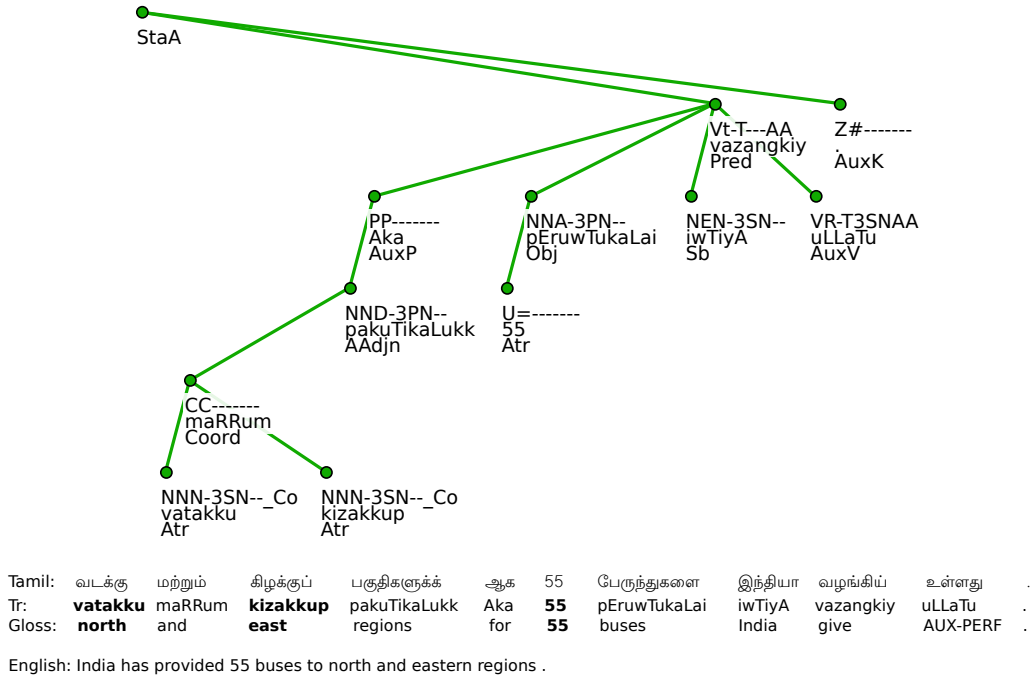 StaA
Vt-T---AA
vazangkiy
Pred
Z#-------
.
AuxK
PP-------
Aka
AuxP
NNA-3PN--
pEruwTukaLai
Obj
NEN-3SN--
iwTiyA
Sb
VR-T3SNAA
uLLaTu
AuxV
NND-3PN--
pakuTikaLukk
AAdjn
U=-------
55
Atr
CC-------
maRRum
Coord
NNN-3SN--_Co
vatakku
Atr
NNN-3SN--_Co
kizakkup
Atr
Tamil: வடக்கு மற்றும் கிழக்குப் பகுதிகளுக்க் ஆக 55 பேருந்துகளை இந்தியா வழங்கிய் உள்ளது .
Tr: vatakku maRRum kizakkup pakuTikaLukk Aka 55 pEruwTukaLai iwTiyA vazangkiy uLLaTu .
Gloss: north and east regions for 55 buses India give AUX-PERF .
English: India has provided 55 buses to north and eastern regions .